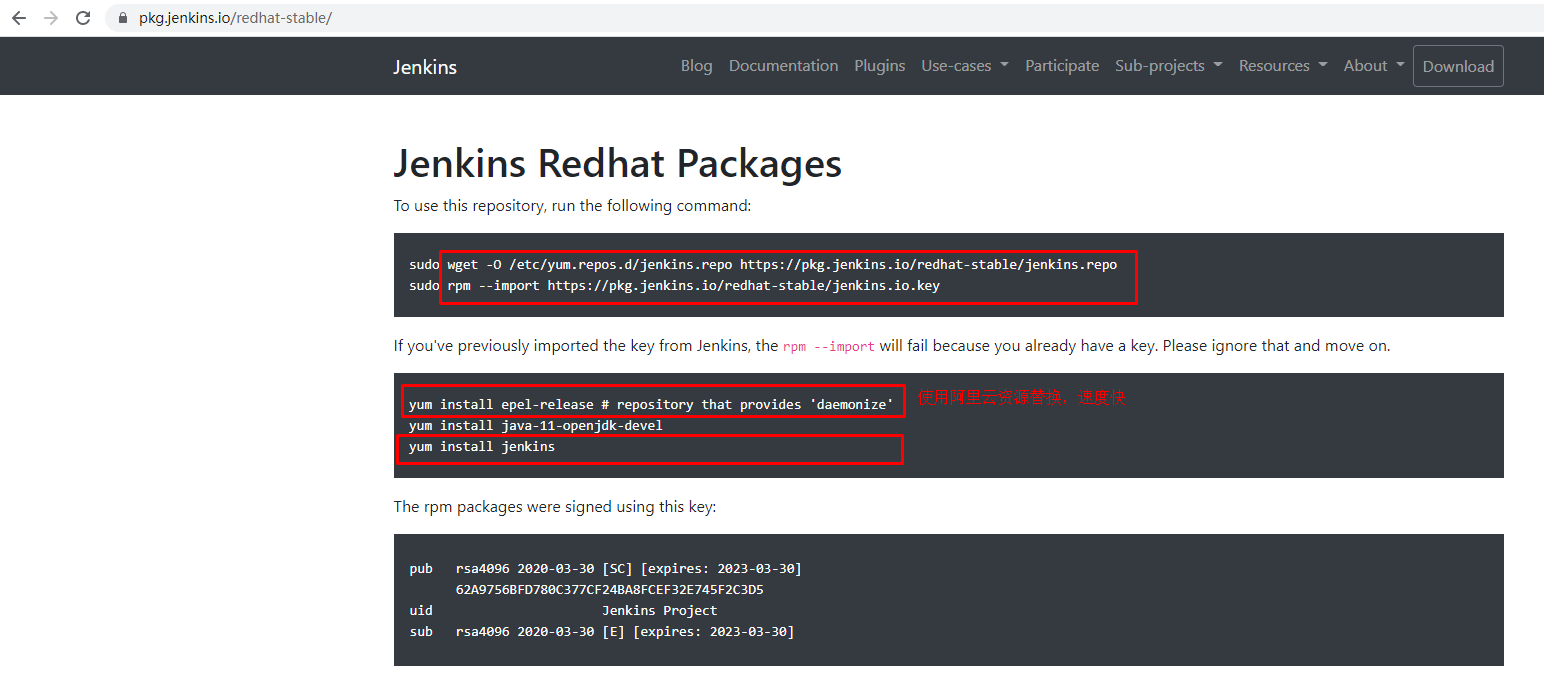 pkg.jenkins.io/redhat-stable/
Jenkins Blog Documentation Plugins Use-cases Participate Sub-projects Resources About Download
Jenkins Redhat Packages
To use this repository, run the following command:
sudo wget -O /etc/yum.repos.d/jenkins.repo https://pkg.jenkins.io/redhat-stable/jenkins.repo
sudo rpm --import https://pkg.jenkins.io/redhat-stable/jenkins.io.key
If you've previously imported the key from Jenkins, the rpm --import will fail because you already have a key. Please ignore that and move on.
yum install epel-release # repository that provides 'daemonize' 使用阿里云资源替换，速度快
yum install java-11-openjdk-devel
yum install jenkins
The rpm packages were signed using this key:
pub rsa4096 2020-03-30 [SC] [expires: 2023-03-30]
62A9756BFD780C377CF24BA8FCEF32E745F2C3D5
uid Jenkins Project
sub rsa4096 2020-03-30 [E] [expires: 2023-03-30]